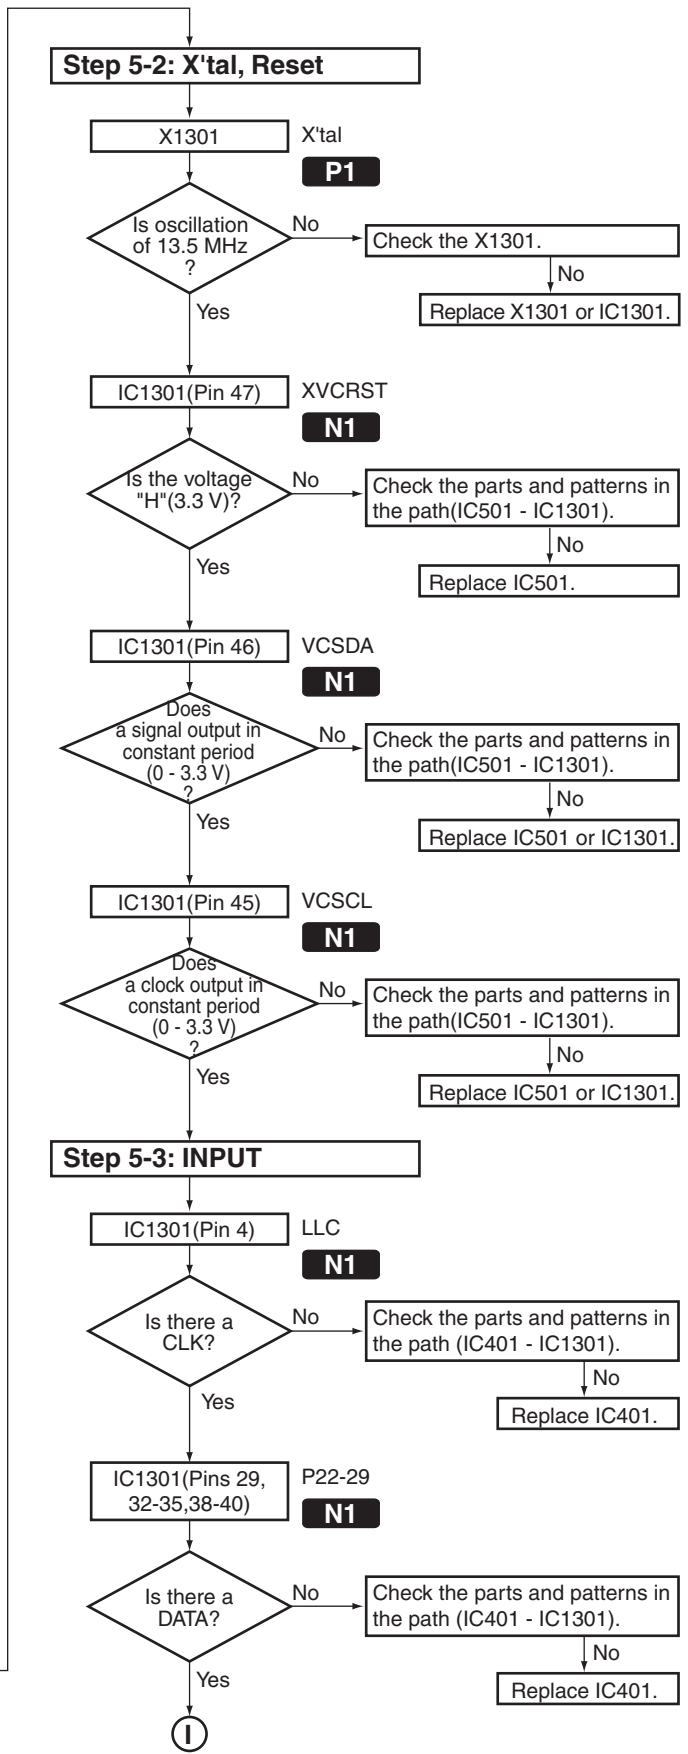 Step 5-2: X'tal, Reset
X1301
X'tal
P1
Is oscillation
of 13.5 MHz
?
No
Check the X1301.
No
Replace X1301 or IC1301.
Yes
IC1301(Pin 47)
XVCRST
N1
Is the voltage
"H"(3.3 V)?
No
Check the parts and patterns in
the path(IC501 - IC1301).
No
Replace IC501.
Yes
IC1301(Pin 46)
VCSDA
N1
Does
a signal output in
constant period
(0 - 3.3 V)
?
No
Check the parts and patterns in
the path(IC501 - IC1301).
No
Replace IC501 or IC1301.
Yes
IC1301(Pin 45)
VCSCL
N1
Does
a clock output in
constant period
(0 - 3.3 V)
?
No
Check the parts and patterns in
the path(IC501 - IC1301).
No
Replace IC501 or IC1301.
Yes
Step 5-3: INPUT
IC1301(Pin 4)
LLC
N1
Is there a
CLK?
No
Check the parts and patterns in
the path (IC401 - IC1301).
No
Replace IC401.
Yes
IC1301(Pins 29,
32-35,38-40)
P22-29
N1
Is there a
DATA?
No
Check the parts and patterns in
the path (IC401 - IC1301).
No
Replace IC401.
Yes
I